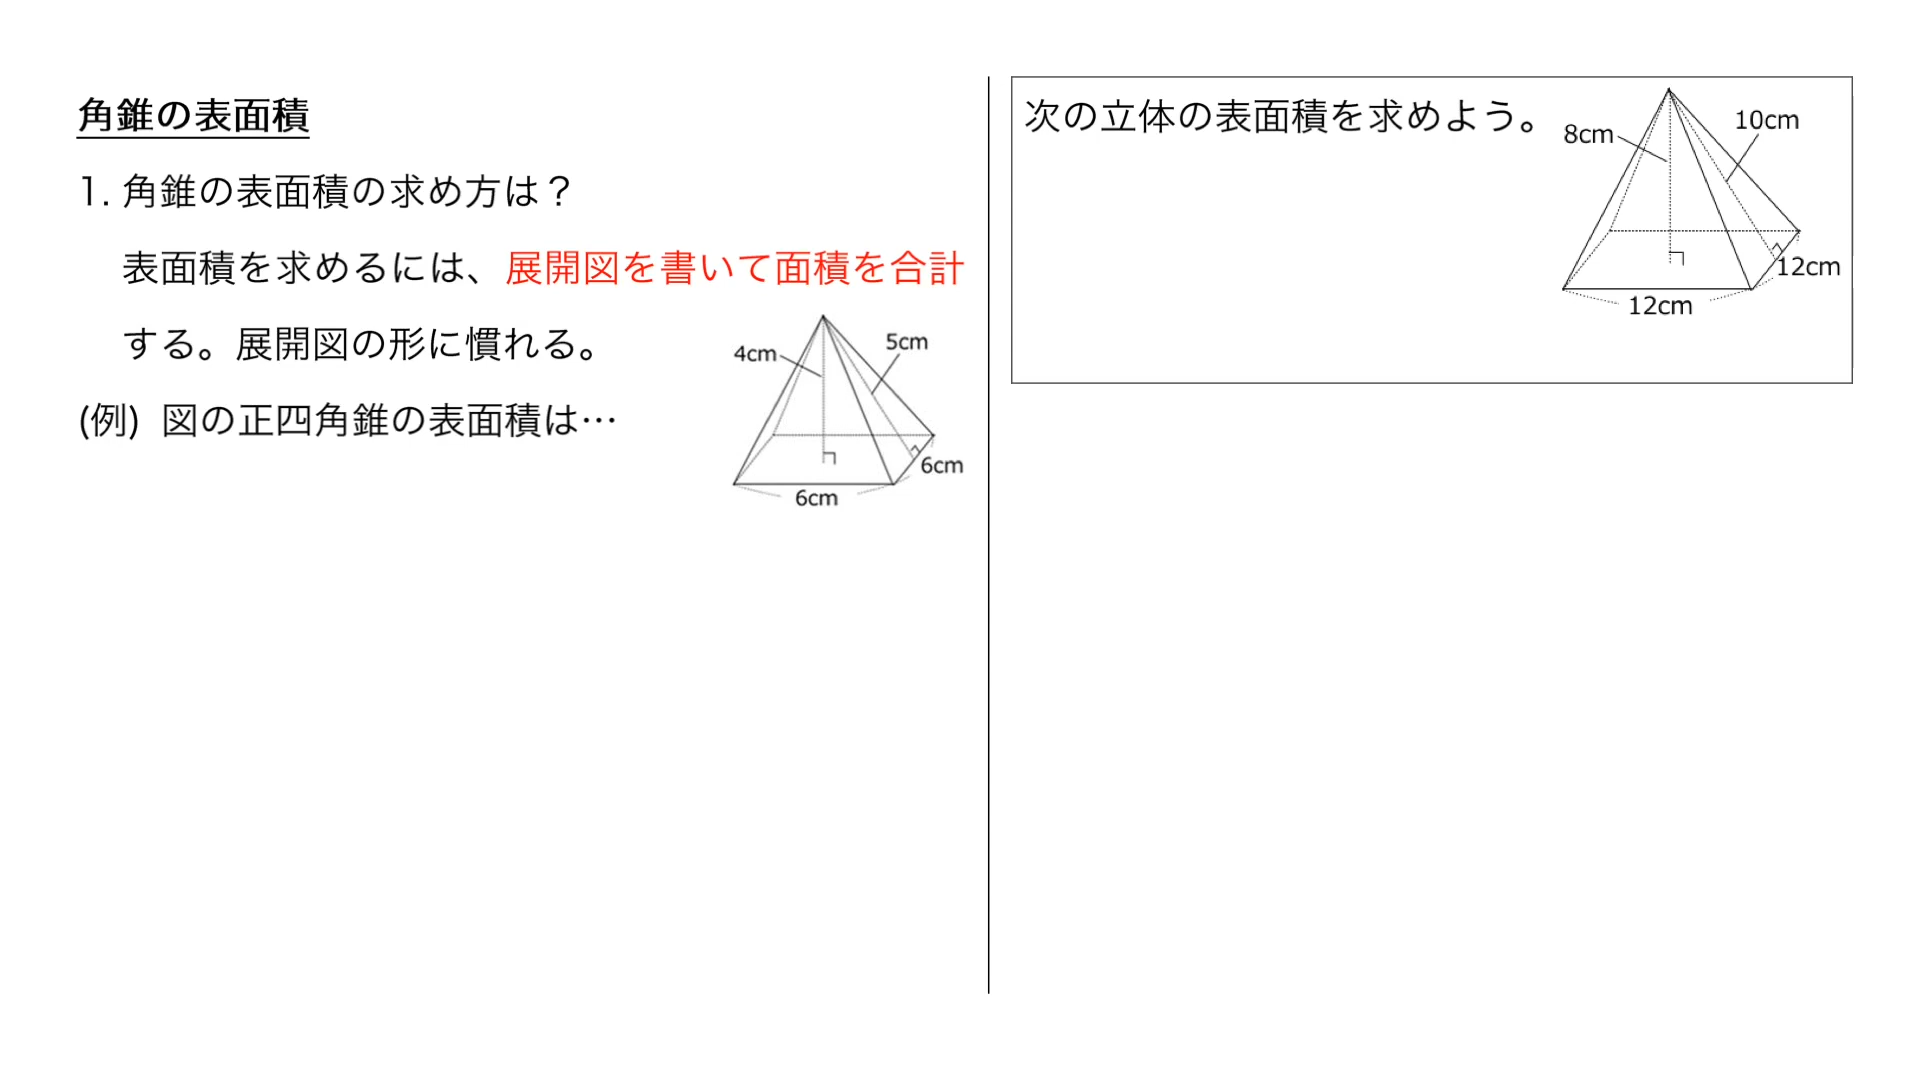 角錐の表面積
1. 角錐の表面積の求め方は？
表面積を求めるには、展開図を書いて面積を合計
する。展開図の形に慣れる。
(例) 図の正四角錐の表面積は…
4cm
5cm
6cm
6cm
次の立体の表面積を求めよう。
8cm
10cm
12cm
12cm